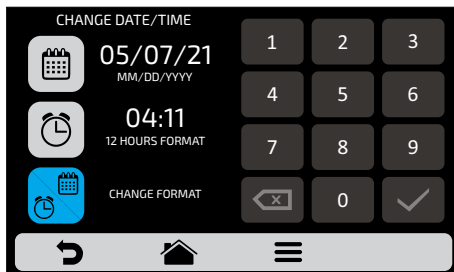 CHANGE DATE/TIME
05/07/21
MM/DD/YYYY
04:11
12 HOURS FORMAT
CHANGE FORMAT
1 2 3
4 5 6
7 8 9
0